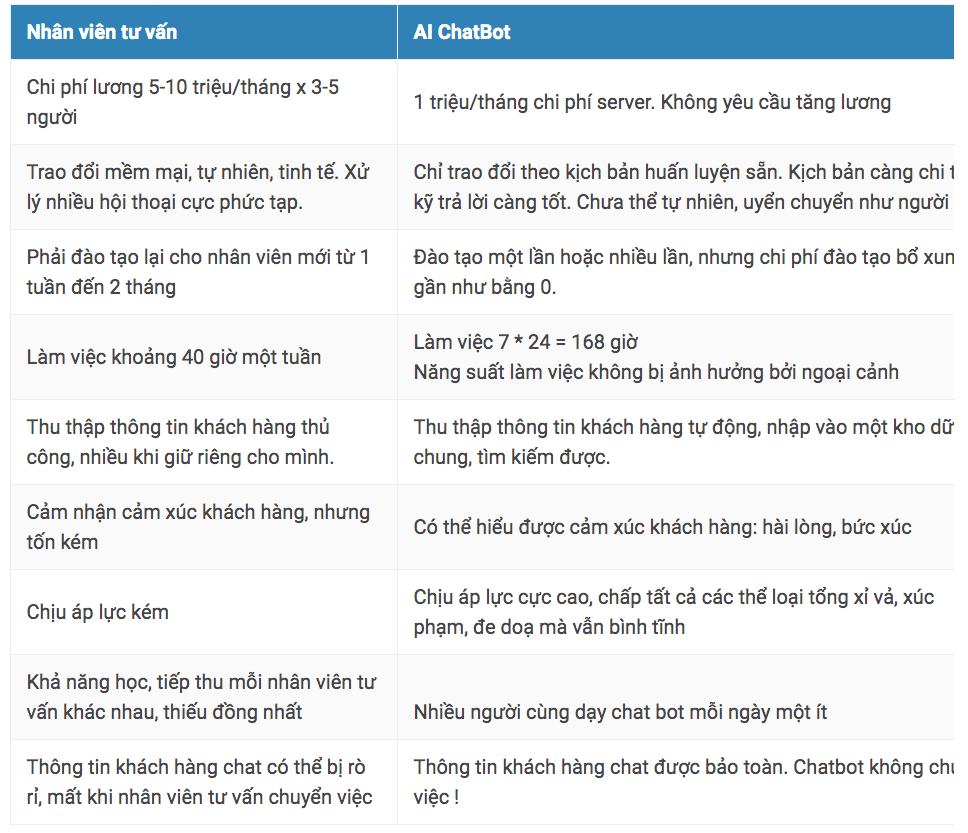 Nhân viên tư vấn
AI ChatBot
Chi phí lương 5-10 triệu/tháng x 3-5
người
1 triệu/tháng chi phí server. Không yêu cầu tăng lương
Trao đổi mềm mại, tự nhiên, tinh tế. Xử
lý nhiều hội thoại cực phức tạp.
Chỉ trao đổi theo kịch bản huấn luyện sẵn. Kịch bản càng chi
kỹ trả lời càng tốt. Chưa thể tự nhiên, uyển chuyển như người
Phải đào tạo lại cho nhân viên mới từ 1
tuần đến 2 tháng
Đào tạo một lần hoặc nhiều lần, nhưng chi phí đào tạo bổ
gần như bằng 0.
Làm việc khoảng 40 giờ một tuần
Làm việc 7 * 24 = 168 giờ
Năng suất làm việc không bị ảnh hưởng bởi ngoại cảnh
Thu thập thông tin khách hàng thủ
công, nhiều khi giữ riêng cho mình.
Thu thập thông tin khách hàng tự động, nhập vào một kho dữ
chung, tìm kiếm được.
Cảm nhận cảm xúc khách hàng, nhưng
tốn kém
Có thể hiểu được cảm xúc khách hàng: hài lòng, bức xúc
Chịu áp lực kém
Chịu áp lực cực cao, chấp tất cả các thể loại tổng xỉ vả, xúc
phạm, đe doạ mà vẫn bình tĩnh
Khả năng học, tiếp thu mỗi nhân viên tư
vấn khác nhau, thiếu đồng nhất
Nhiều người cùng dạy chat bot mỗi ngày một ít
Thông tin khách hàng chat có thể bị rò
rỉ, mất khi nhân viên tư vấn chuyển việc
Thông tin khách hàng chat được bảo toàn. Chatbot không
việc !